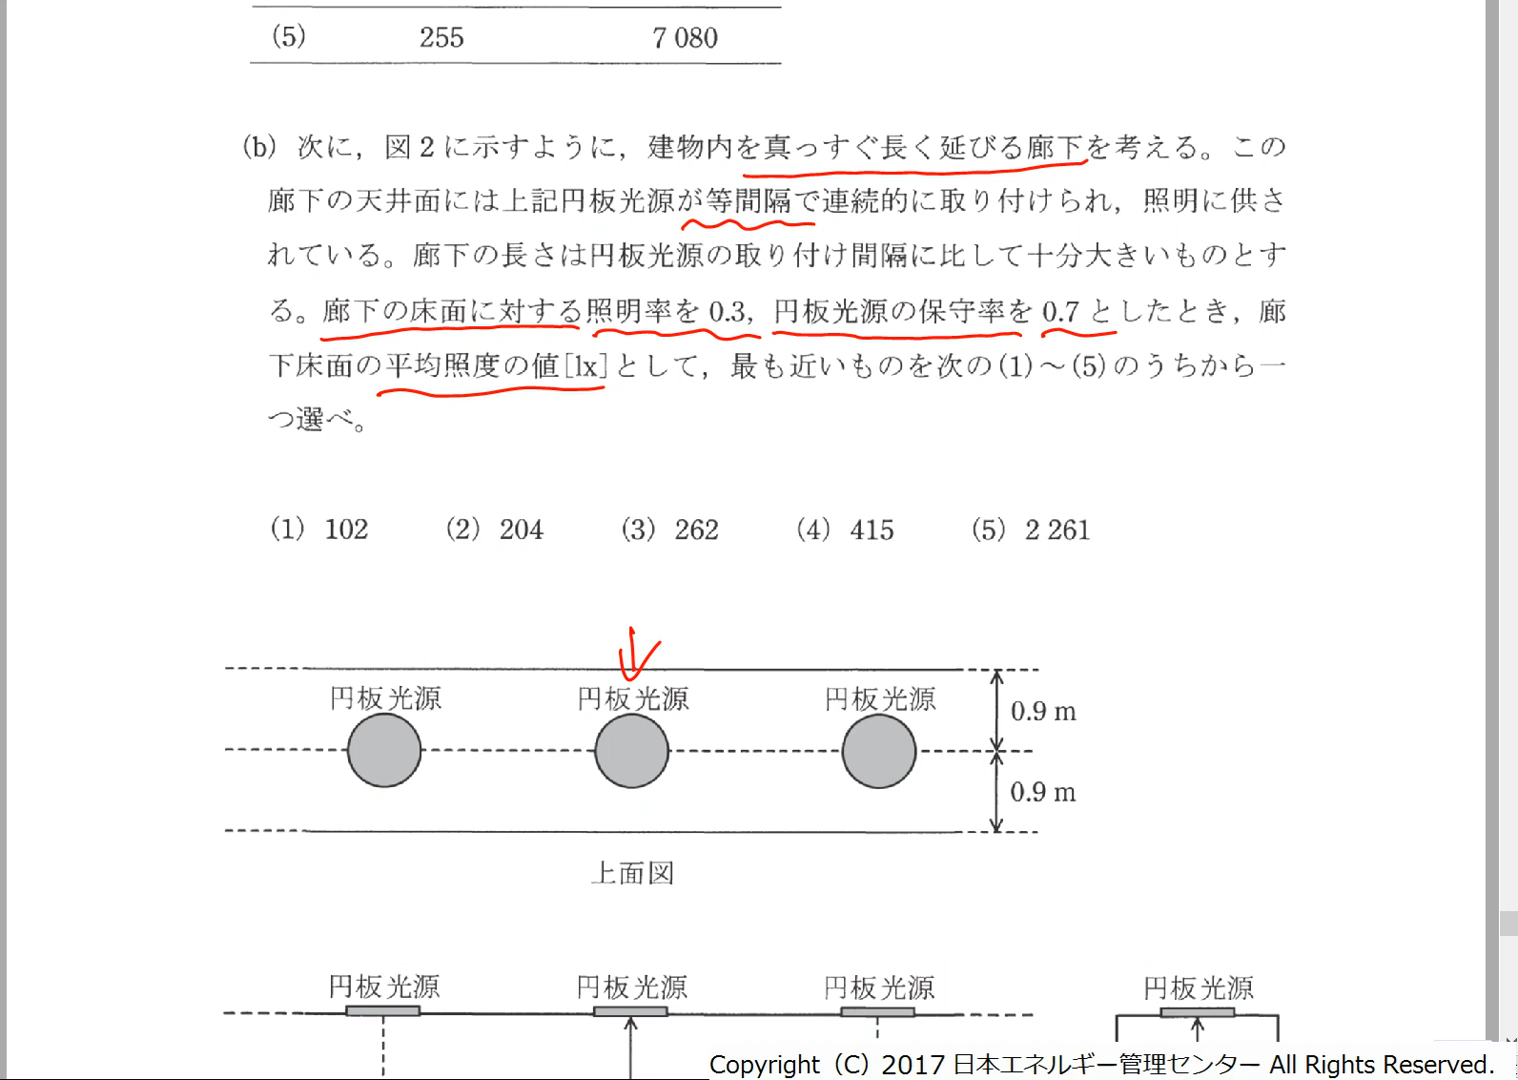 (5) 255 7 080
(b) 次に，図2に示すように，建物内を真っすぐ長く延びる廊下を考える。この
廊下の天井面には上記円板光源が等間隔で連続的に取り付けられ，照明に供さ
れている。廊下の長さは円板光源の取り付け間隔に比して十分大きいものとす
る。廊下の床面に対する照明率を 0.3，円板光源の保守率を 0.7 としたとき，廊
下床面の平均照度の値[lx]として，最も近いものを次の(1)～(5)のうちから一
つ選べ。
(1) 102 (2) 204 (3) 262 (4) 415 (5) 2 261
円板光源 円板光源 円板光源
0.9 m
0.9 m
上面図
円板光源 円板光源 円板光源 円板光源
Copyright（C）2017 日本エネルギー管理センター All Rights Reserved.